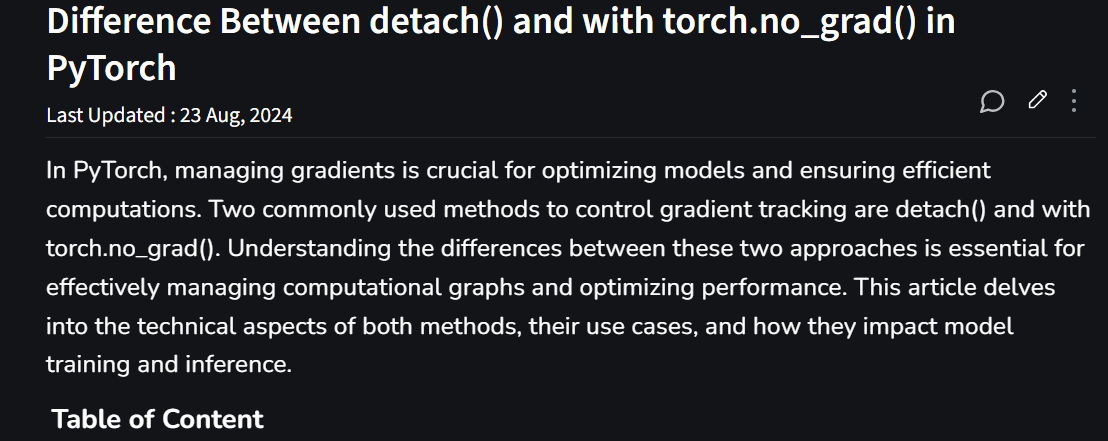 Difference Between detach() and with torch.no_grad() in
PyTorch
Last Updated : 23 Aug, 2024
In PyTorch, managing gradients is crucial for optimizing models and ensuring efficient
computations. Two commonly used methods to control gradient tracking are detach() and with
torch.no_grad(). Understanding the differences between these two approaches is essential for
effectively managing computational graphs and optimizing performance. This article delves
into the technical aspects of both methods, their use cases, and how they impact model
training and inference.
Table of Content